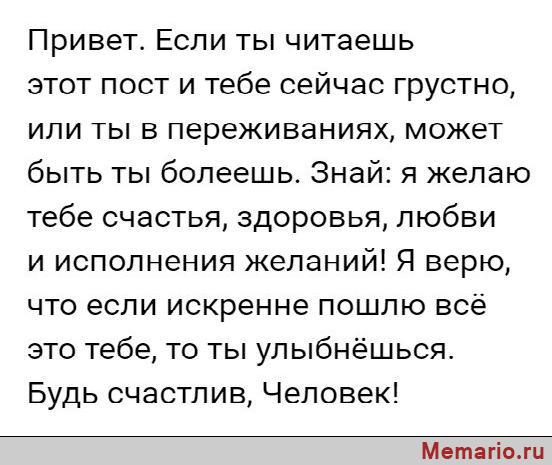 Привет. Если ты читаешь
этот пост и тебе сейчас грустно,
или ты в переживаниях, может
быть ты болеешь. Знай: я желаю
тебе счастья, здоровья, любви
и исполнения желаний! Я верю,
что если искренне пошлю всё
это тебе, то ты улыбнёшься.
Будь счастлив, Человек!
Memario.ru